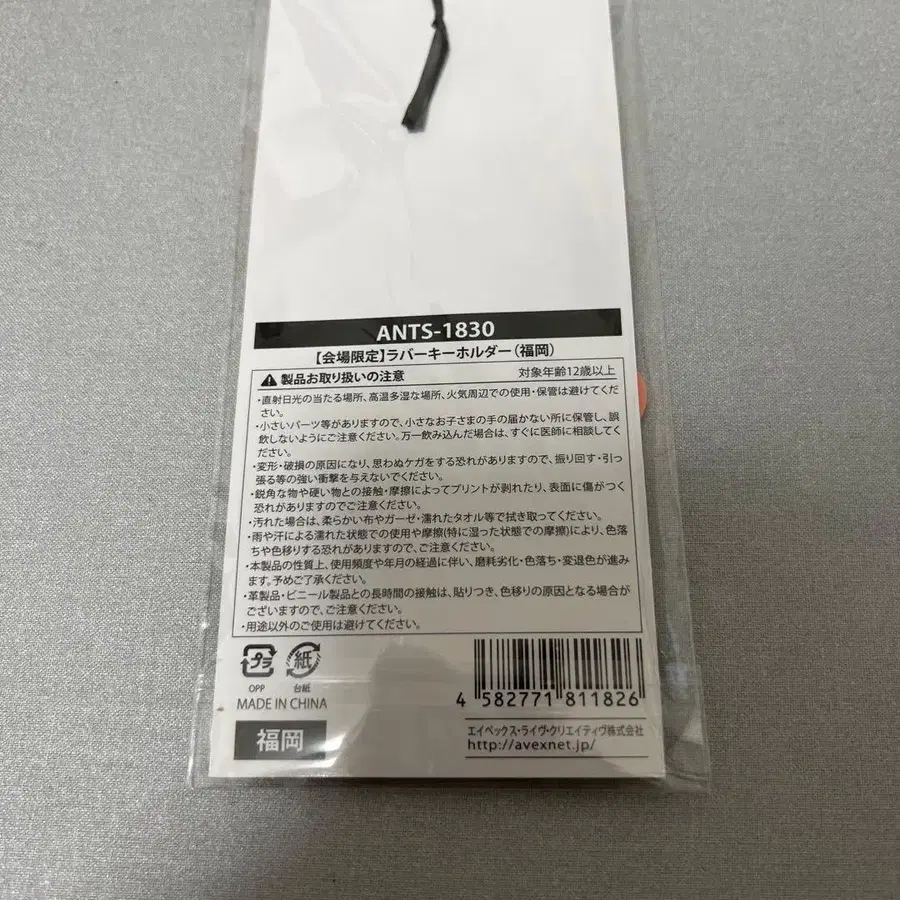 ANTS-1830
【会場限定】ラバーキーホルダー(福岡)
製品お取り扱いの注意 対象年齢12歳以上
・直射日光の当たる場所、高温多湿な場所、火気周辺での使用・保管は避けてくだ
さい。
・小さいパーツ等がありますので、小さなお子さまの手の届かない所に保管し、誤
飲しないようにご注意ください。万一飲み込んだ場合は、すぐに医師に相談してく
ださい。
・変形・破損の原因になり、思わぬケガをする恐れがありますので、振り回す・引っ
張る等の強い衝撃を与えないでください。
・鋭角な物や硬い物との接触・摩擦によってプリントが剥れたり、表面に傷がつく
恐れがありますのでご注意ください。
・汚れた場合は、柔らかい布やガーゼ・濡れたタオル等で拭き取ってください。
・雨や汗による濡れた状態での使用や摩擦(特に湿った状態での摩擦)により、色落
ちや色移りする恐れがありますので、ご注意ください。
・本製品の性質上、使用頻度や年月の経過に伴い、磨耗劣化・色落ち・変退色が進み
ます。予めご了承ください。
・革製品・ビニール製品との長時間の接触は、貼りつき、色移りの原因となる場合が
ございますので、ご注意ください。
・用途以外のご使用は避けてください。
プラ 紙
OPP 台紙
MADE IN CHINA
福岡
4 582771 811826
エイベックス・ライヴ・クリエイティヴ株式会社
http://avexnet.jp/